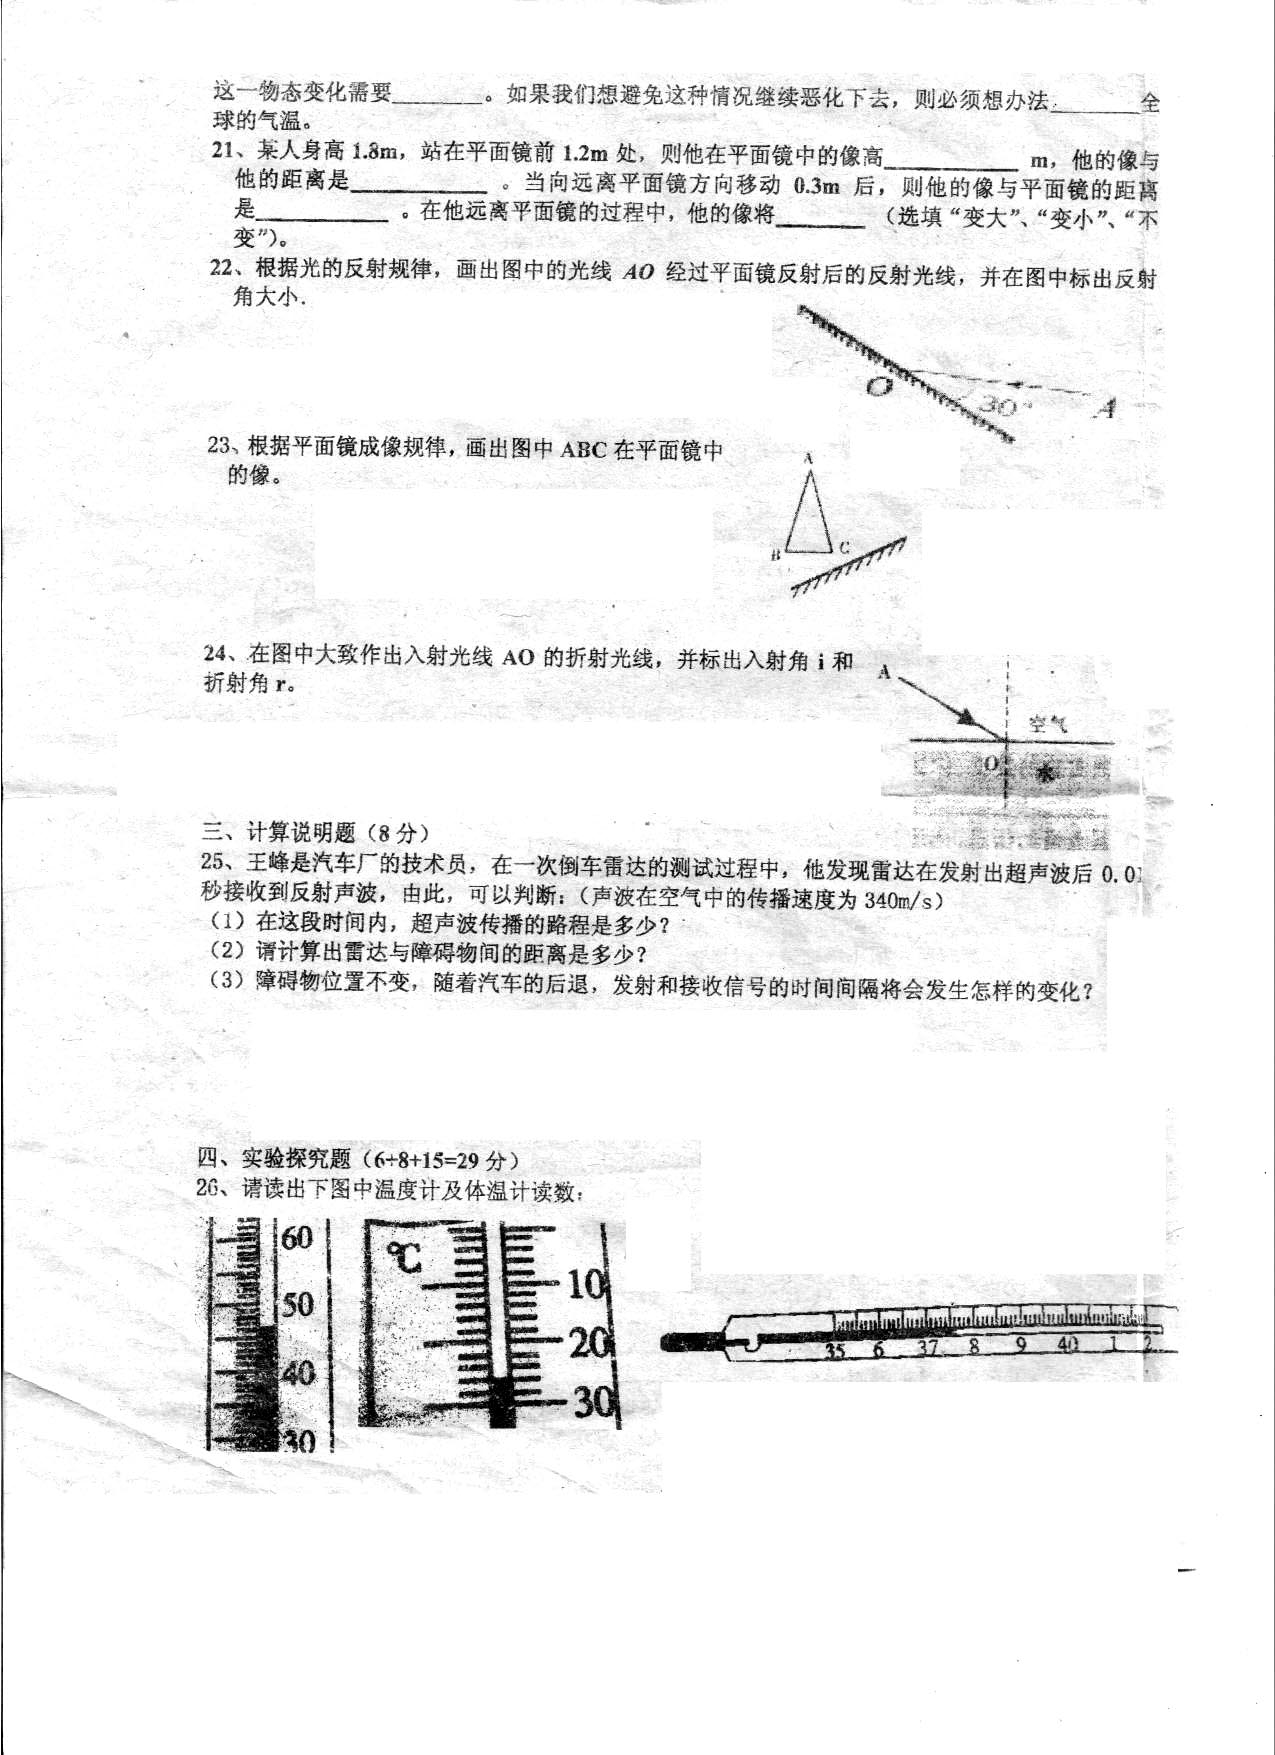 这一物态变化需要________。如果我们想避免这种情况继续恶化下去，则必须想办法________全
球的气温。
21、某人身高 1.8m，站在平面镜前 1.2m 处，则他在平面镜中的像高____________ m，他的像与
他的距离是____________ 。当向远离平面镜方向移动 0.3m 后，则他的像与平面镜的距离
是____________ 。在他远离平面镜的过程中，他的像将________ （选填“变大”、“变小”、“不
变”）。
22、根据光的反射规律，画出图中的光线 AO 经过平面镜反射后的反射光线，并在图中标出反射
角大小．
O
30°
A
23、根据平面镜成像规律，画出图中 ABC 在平面镜中
的像。
A
B
C
24、在图中大致作出入射光线 AO 的折射光线，并标出入射角 i 和
折射角 r。
A
空气
O
水
三、计算说明题（8 分）
25、王峰是汽车厂的技术员，在一次倒车雷达的测试过程中，他发现雷达在发射出超声波后 0.01
秒接收到反射声波，由此，可以判断：（声波在空气中的传播速度为 340m/s）
（1）在这段时间内，超声波传播的路程是多少？
（2）请计算出雷达与障碍物间的距离是多少？
（3）障碍物位置不变，随着汽车的后退，发射和接收信号的时间间隔将会发生怎样的变化？
四、实验探究题（6+8+15=29 分）
26、请读出下图中温度计及体温计读数：
60
50
40
30
℃
10
20
30
35 6 37 8 9 40 1 2